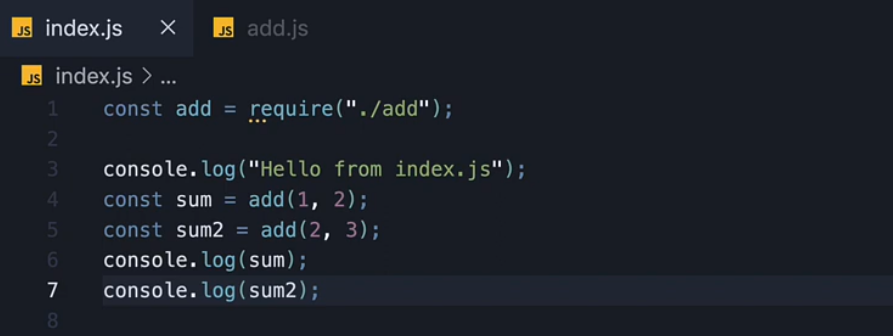 JS index.js × JS add.js
JS index.js > ...
1 const add = require("./add");
2
3 console.log("Hello from index.js");
4 const sum = add(1, 2);
5 const sum2 = add(2, 3);
6 console.log(sum);
7 console.log(sum2);
8